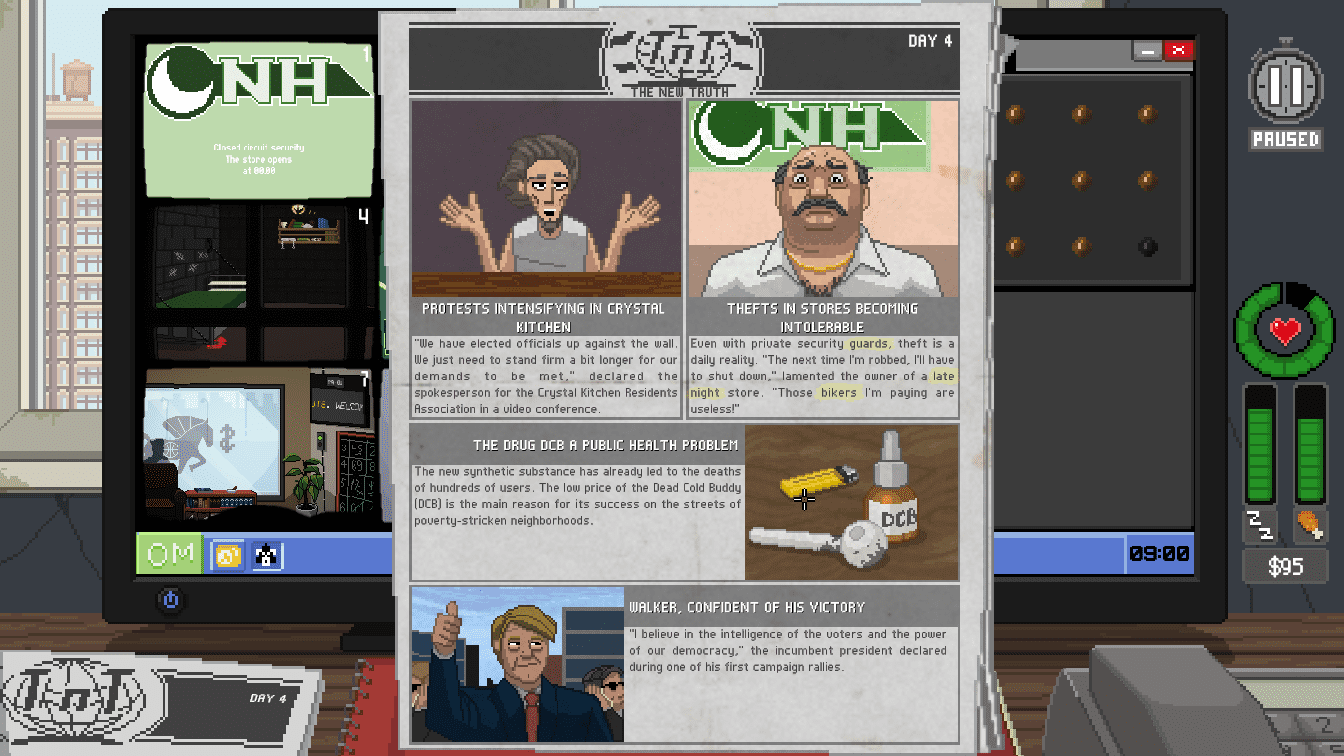 DAY 4
TnT
THE NEW TRUTH
NH
1
Closed circuit security
The store opens
at 00.00
4
7
PAUSED
NH
PROTESTS INTENSIFYING IN CRYSTAL
KITCHEN
"We have elected officials up against the wall.
We just need to stand firm a bit longer for our
demands to be met," declared the
spokesperson for the Crystal Kitchen Residents
Association in a video conference.
THEFTS IN STORES BECOMING
INTOLERABLE
Even with private security guards, theft is a
daily reality. "The next time I'm robbed, I'll have
to shut down," lamented the owner of a late
night store. "Those bikers I'm paying are
useless!"
THE DRUG DCB A PUBLIC HEALTH PROBLEM
The new synthetic substance has already led to the deaths
of hundreds of users. The low price of the Dead Cold Buddy
(DCB) is the main reason for its success on the streets of
poverty-stricken neighborhoods.
DCB
WALKER, CONFIDENT OF HIS VICTORY
"I believe in the intelligence of the voters and the power
of our democracy," the incumbent president declared
during one of his first campaign rallies.
OM
09:00
$95
TnT
DAY 4
2